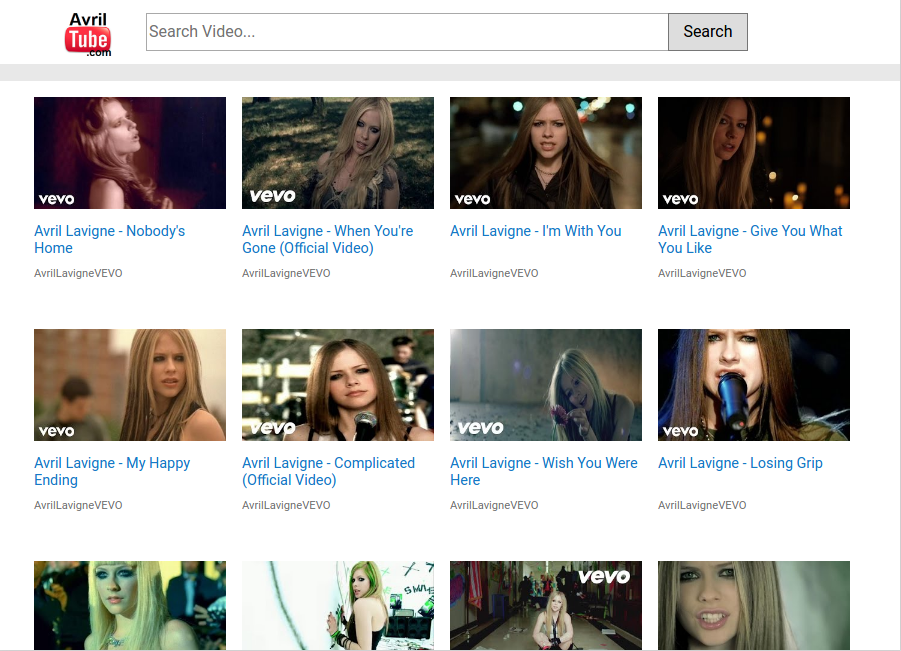 Avril
Tube
.com
Search Video...
Search
vevo
vevo
vevo
vevo
Avril Lavigne - Nobody's
Home
AvrilLavigneVEVO
Avril Lavigne - When You're
Gone (Official Video)
AvrilLavigneVEVO
Avril Lavigne - I'm With You
AvrilLavigneVEVO
Avril Lavigne - Give You What
You Like
AvrilLavigneVEVO
vevo
vevo
vevo
vevo
Avril Lavigne - My Happy
Ending
AvrilLavigneVEVO
Avril Lavigne - Complicated
(Official Video)
AvrilLavigneVEVO
Avril Lavigne - Wish You Were
Here
AvrilLavigneVEVO
Avril Lavigne - Losing Grip
AvrilLavigneVEVO
vevo